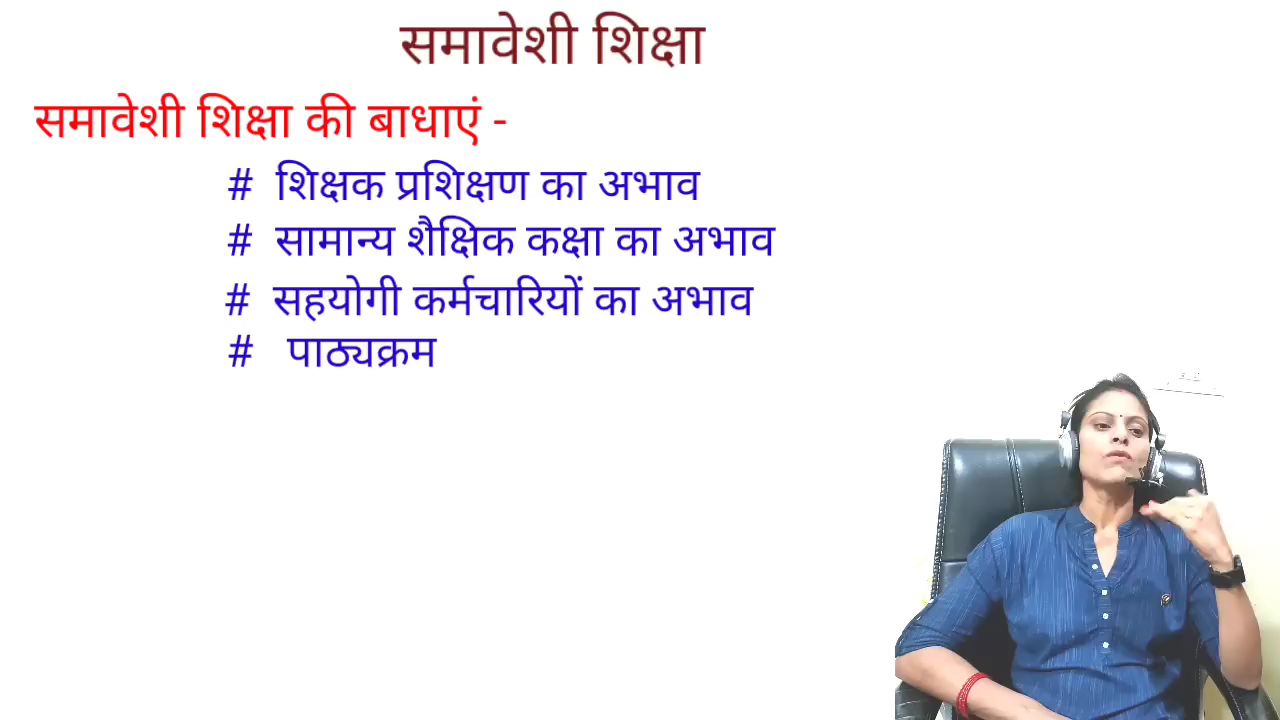 समावेशी शिक्षा
समावेशी शिक्षा की बाधाएं -
# शिक्षक प्रशिक्षण का अभाव
# सामान्य शैक्षिक कक्षा का अभाव
# सहयोगी कर्मचारियों का अभाव
# पाठ्यक्रम